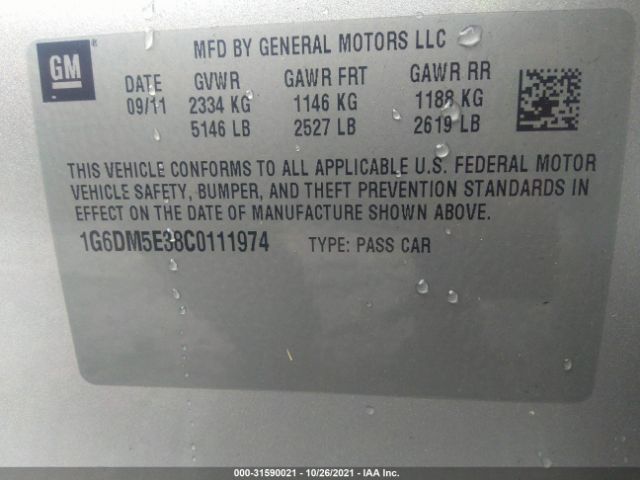 GM®
MFD BY GENERAL MOTORS LLC
DATE GVWR GAWR FRT GAWR RR
09/11 2334 KG 1146 KG 1188 KG
5146 LB 2527 LB 2619 LB
THIS VEHICLE CONFORMS TO ALL APPLICABLE U.S. FEDERAL MOTOR
VEHICLE SAFETY, BUMPER, AND THEFT PREVENTION STANDARDS IN
EFFECT ON THE DATE OF MANUFACTURE SHOWN ABOVE.
1G6DM5E38C0111974 TYPE: PASS CAR
000-31590021 - 10/26/2021 - IAA Inc.